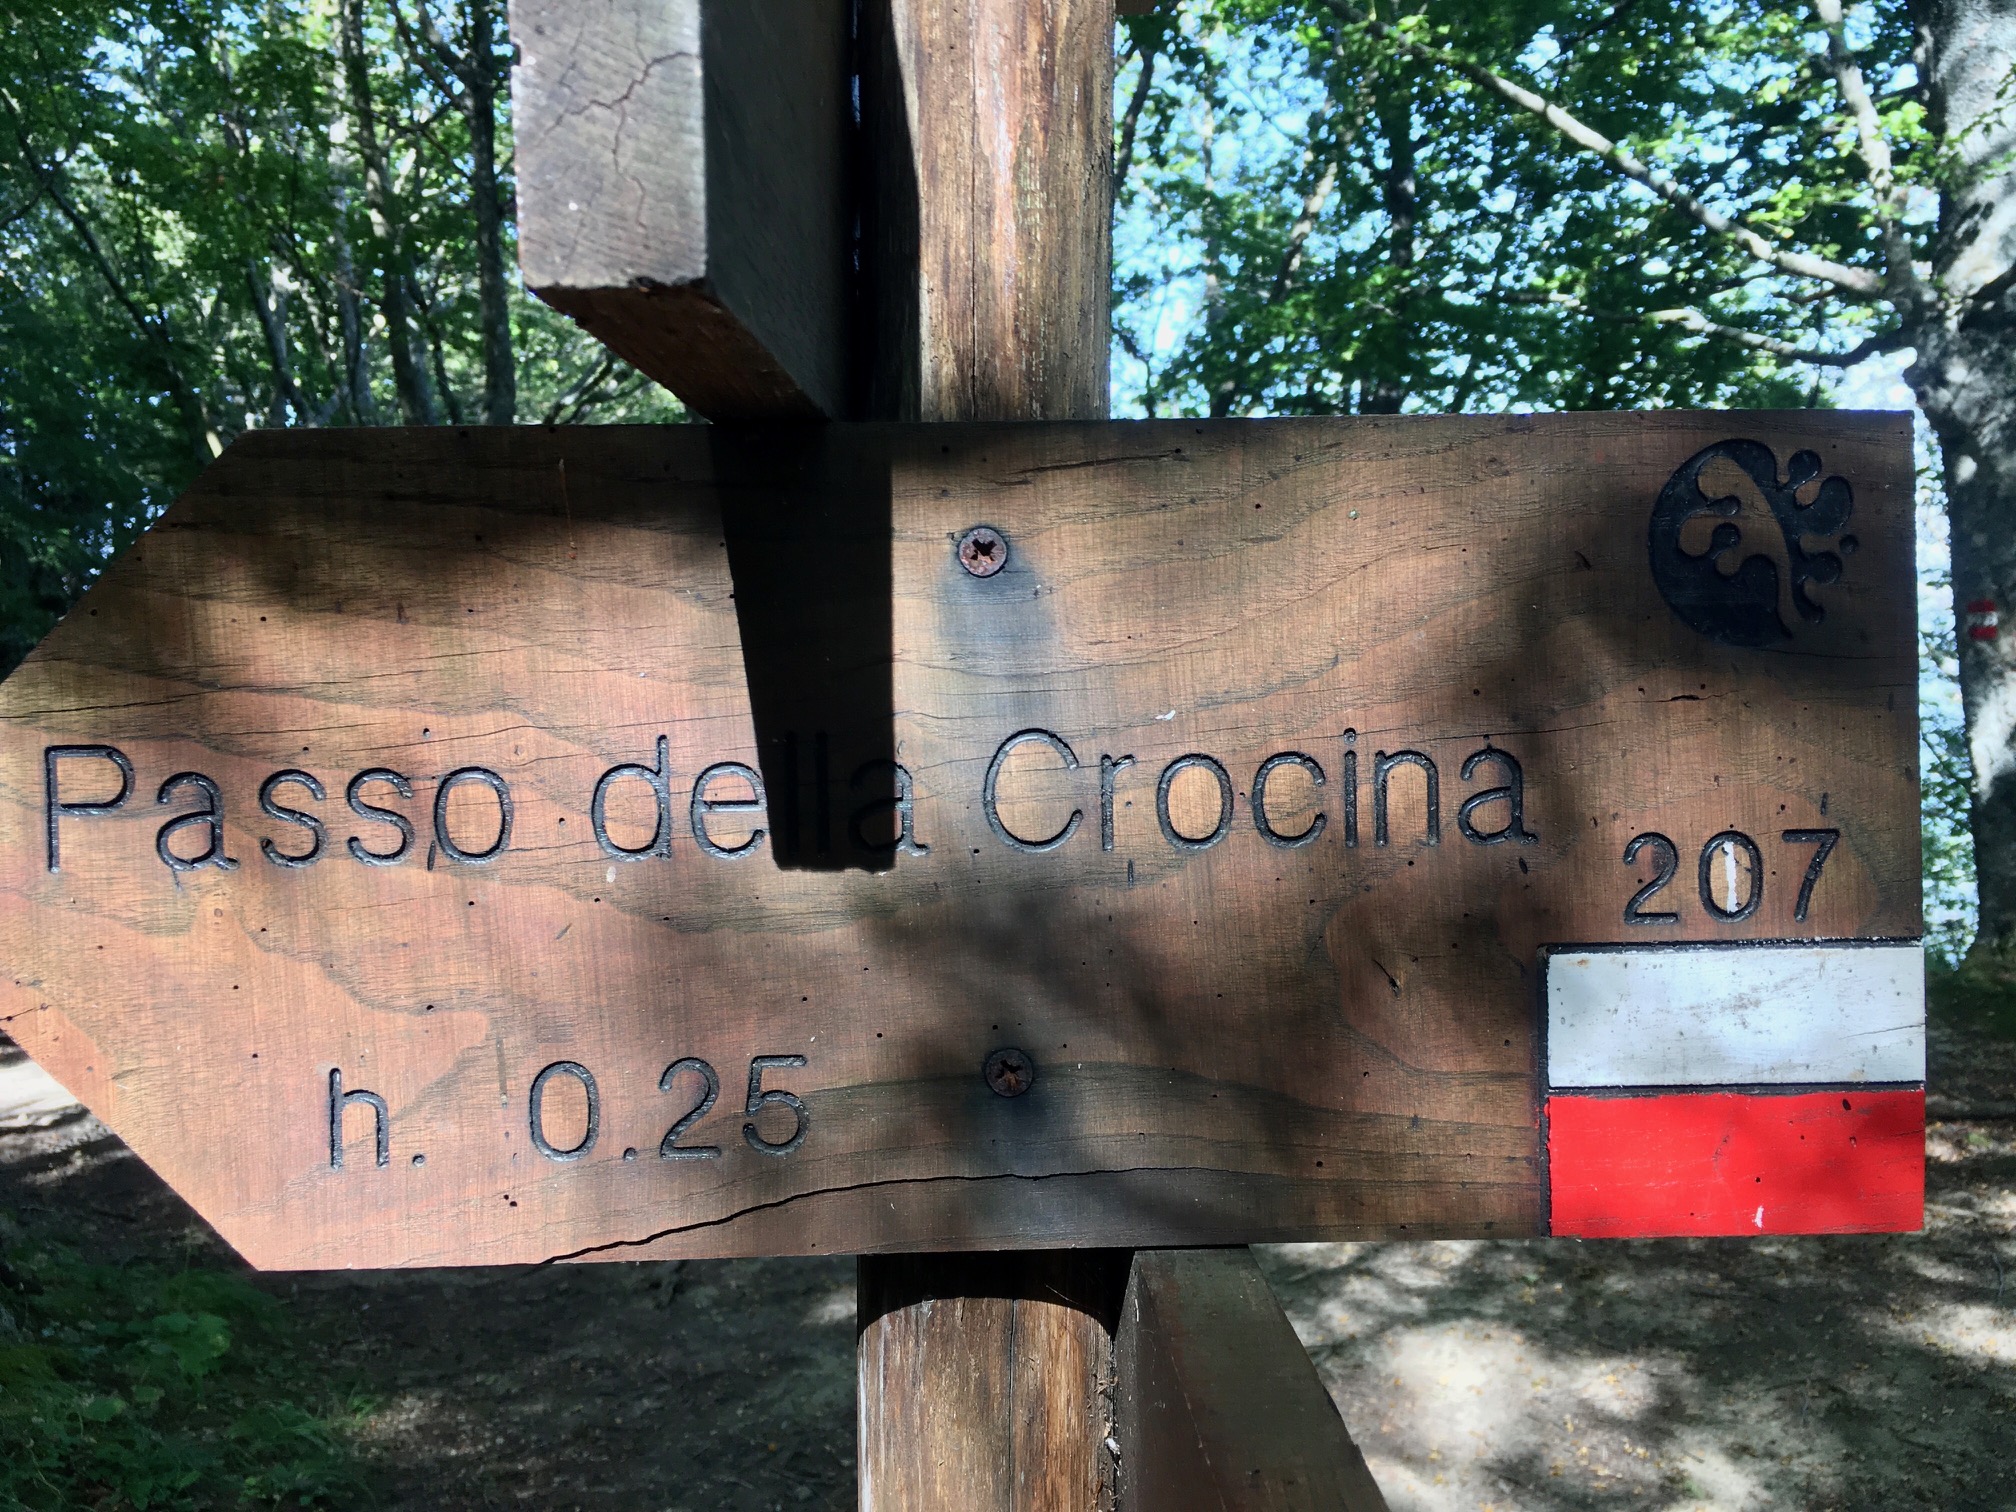 Passo della Crocina
207
h. 0.25